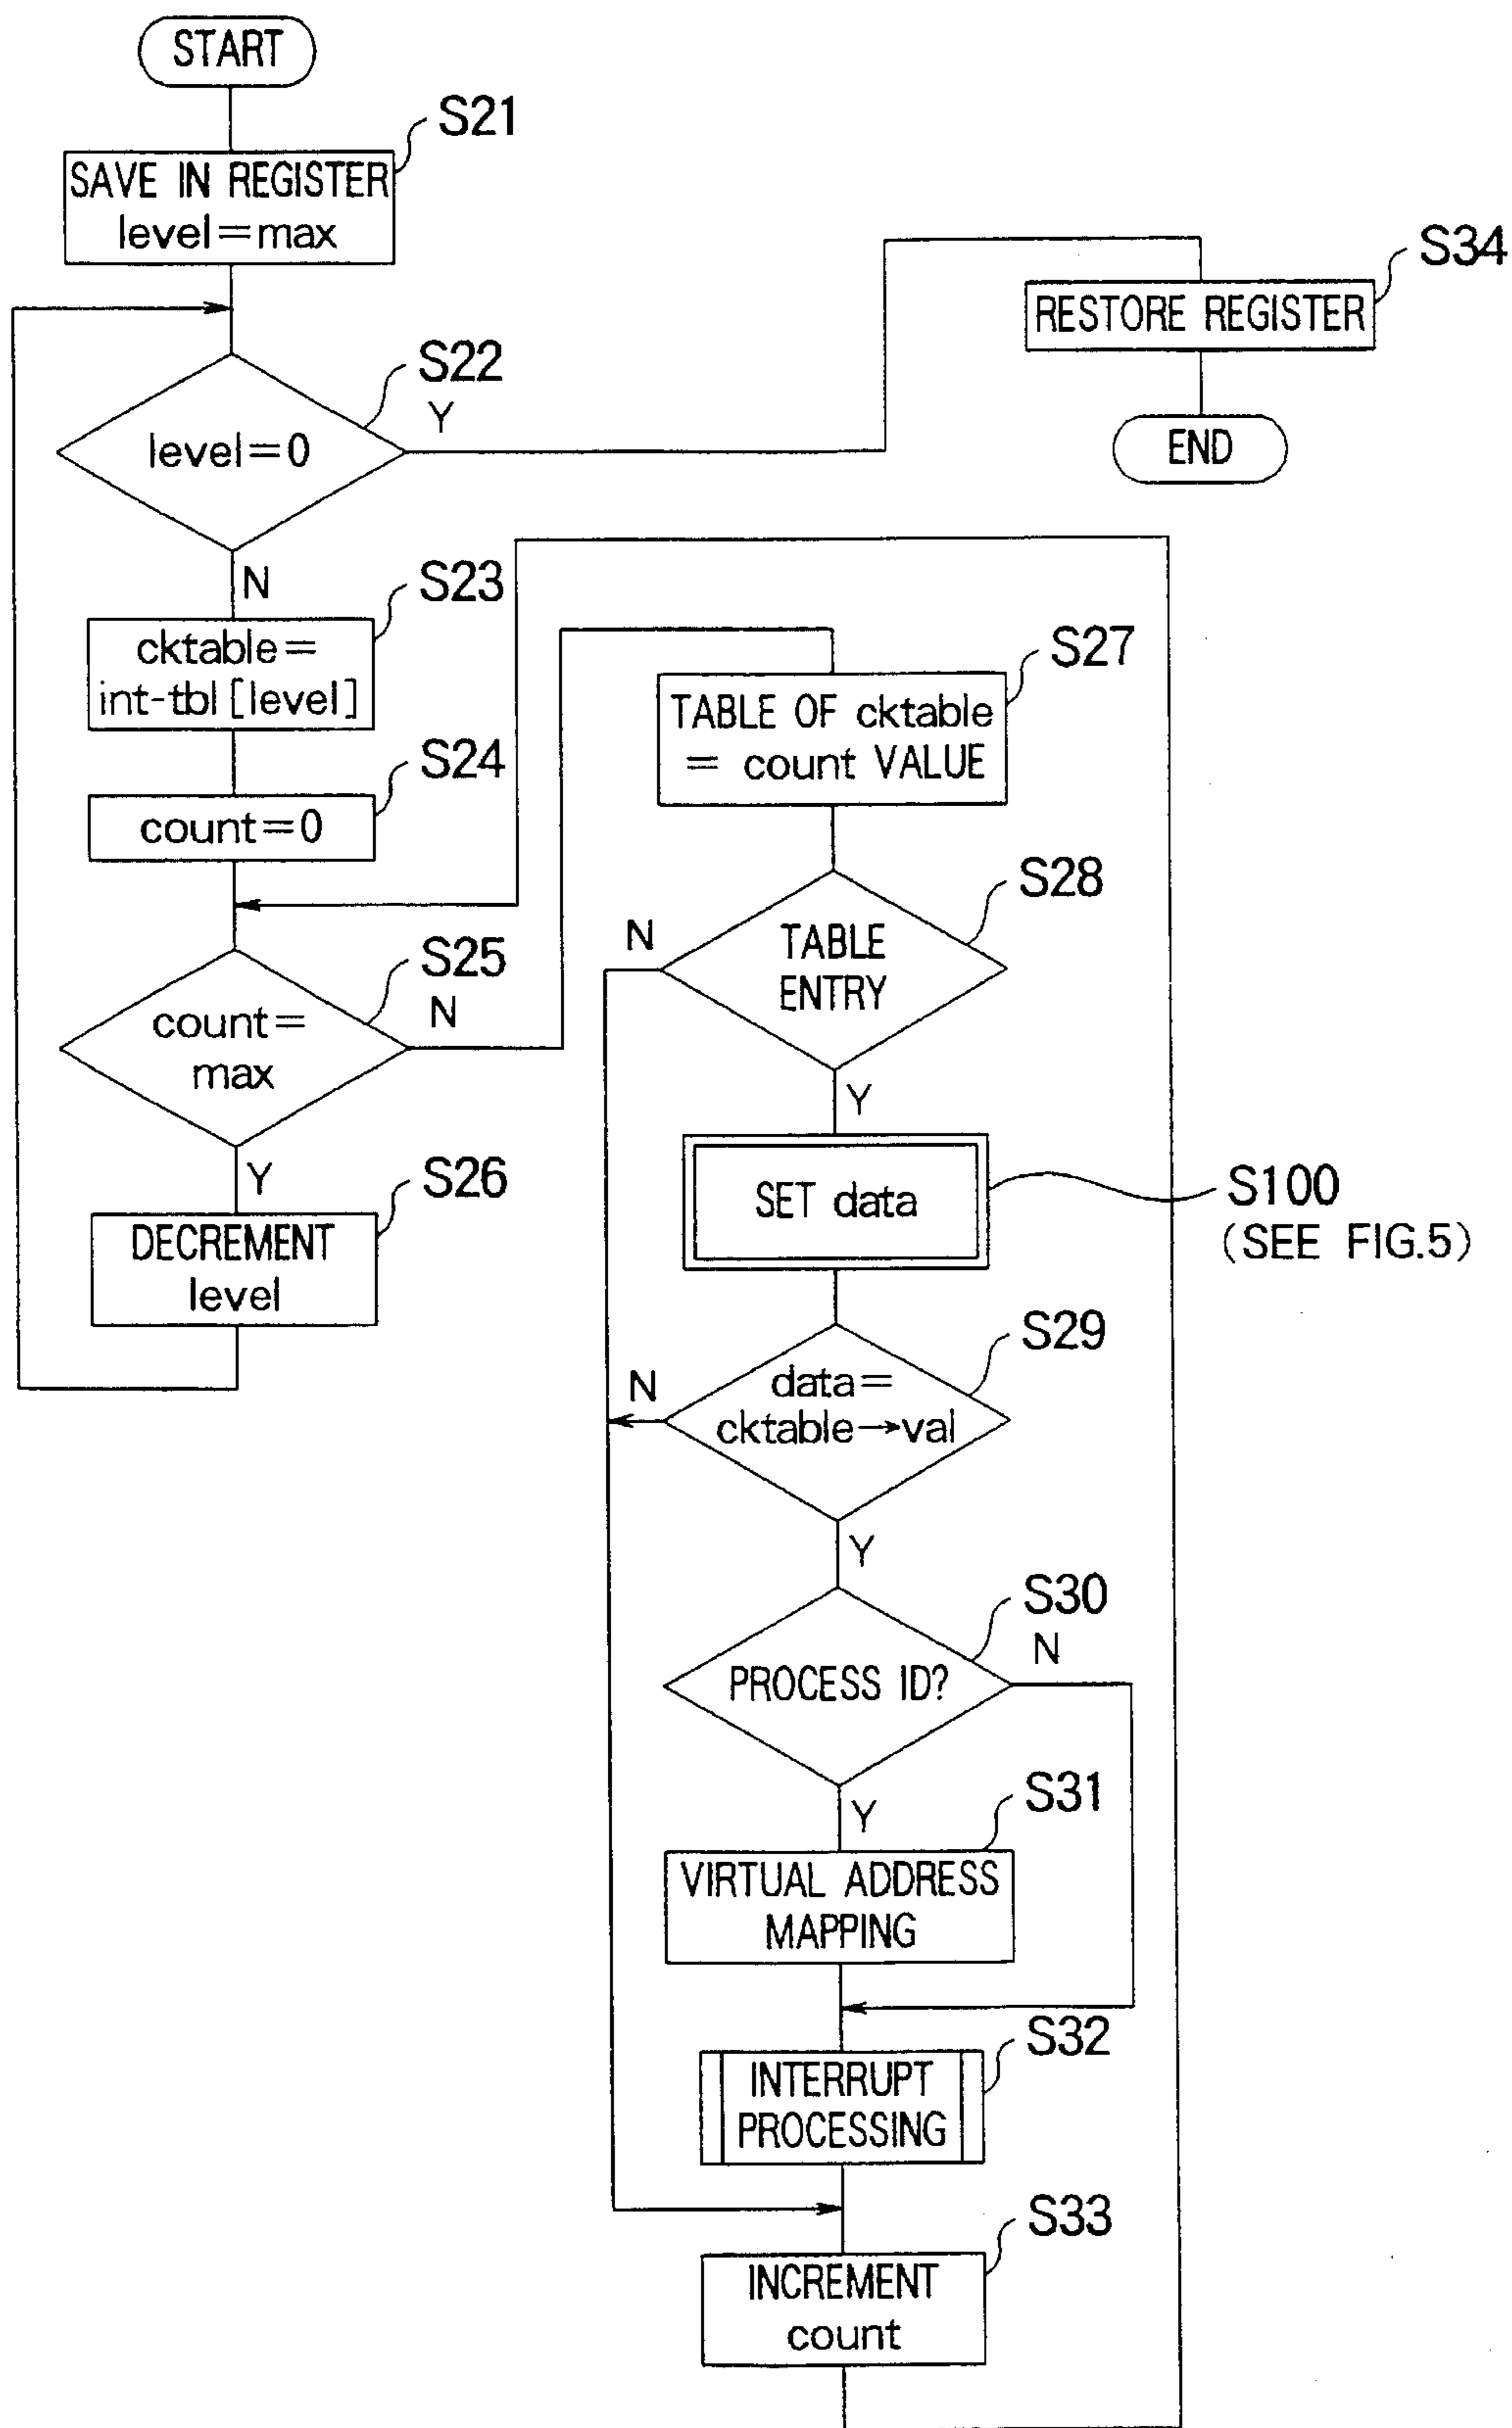 START
S21
SAVE IN REGISTER
level=max
S34
RESTORE REGISTER
END
S22
Y
level=0
N
S23
cktable=
int-tbl[level]
S24
count=0
S25
N
count=
max
Y
S26
DECREMENT
level
S27
TABLE OF cktable
= count VALUE
S28
N
TABLE
ENTRY
Y
SET data
S100
(SEE FIG.5)
S29
N
data=
cktable→val
Y
S30
N
PROCESS ID?
Y
S31
VIRTUAL ADDRESS
MAPPING
S32
INTERRUPT
PROCESSING
S33
INCREMENT
count